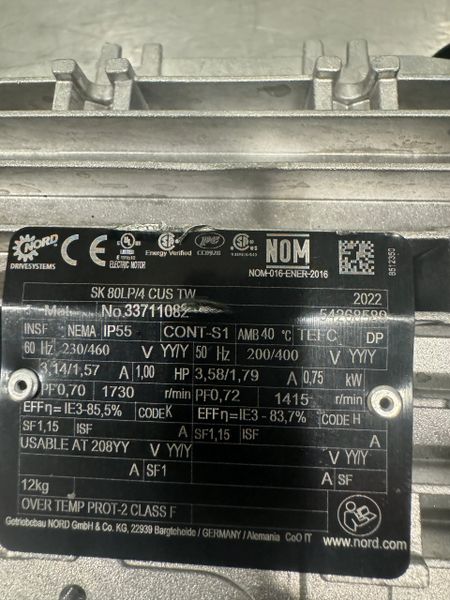 NORD
DRIVESYSTEMS
CE
ELECTRIC MOTOR
Energy Verified
NOM
NOM-016-ENER-2016
SK 80LP/4 CUS TW 2022
3 Mot. No.33711082 54268589
INSF NEMA IP55 CONT-S1 AMB 40 °C TEFC DP
60 Hz 230/460 V YY/Y 50 Hz 200/400 V YY/Y
3,14/1,57 A 1,00 HP 3,58/1,79 A 0,75 kW
PF0,70 1730 r/min PF0,72 1415 r/min
EFFη=IE3-85,5% CODE K EFFη=IE3 - 83,7% CODE H
SF1,15 ISF A SF1,15 ISF A
USABLE AT 208YY V YY/Y V YY/Y
A SF1 A
12kg
OVER TEMP PROT-2 CLASS F
Getriebebau NORD GmbH & Co. KG, 22939 Bargteheide / GERMANY / Alemania CoO IT
www.nord.com